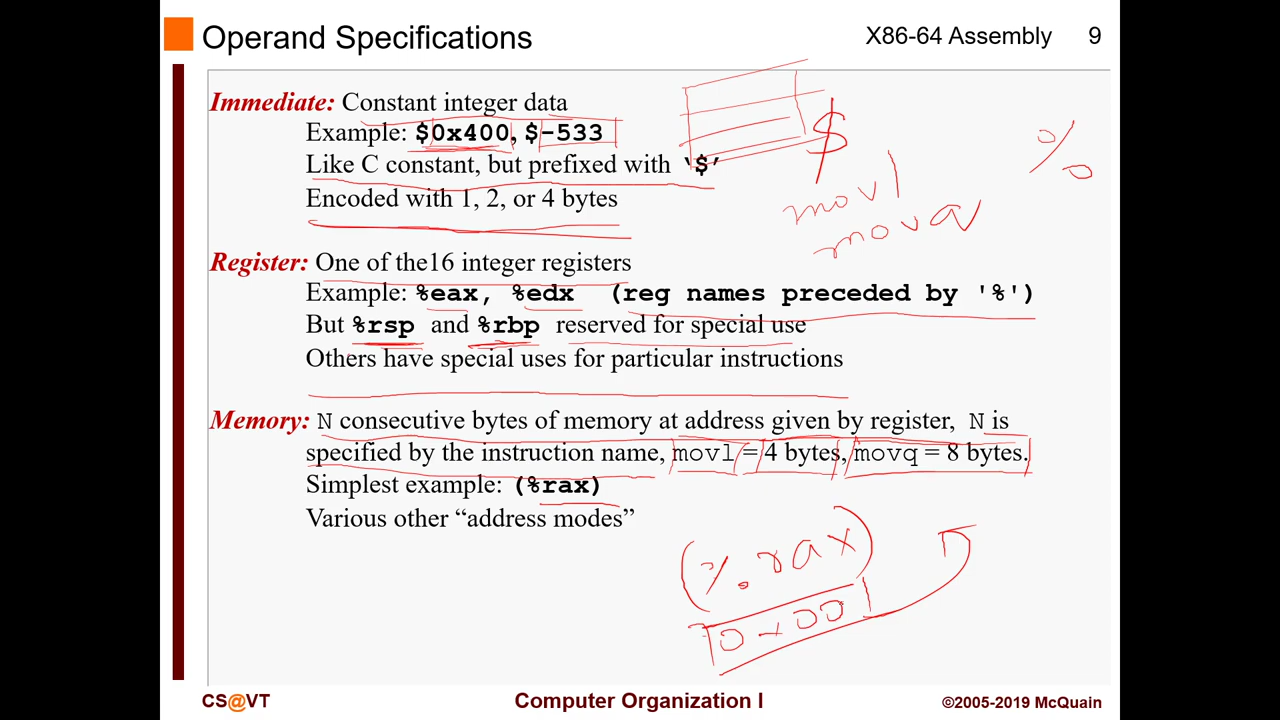 Operand Specifications
X86-64 Assembly 9
Immediate: Constant integer data
Example: $0x400, $-533
Like C constant, but prefixed with ‘$’
Encoded with 1, 2, or 4 bytes
$
%
movl
movq
Register: One of the16 integer registers
Example: %eax, %edx (reg names preceded by '%')
But %rsp and %rbp reserved for special use
Others have special uses for particular instructions
Memory: N consecutive bytes of memory at address given by register, N is
specified by the instruction name, movl = 4 bytes, movq = 8 bytes.
Simplest example: (%rax)
Various other “address modes”
(%rax)
0x00
CS@VT
Computer Organization I
©2005-2019 McQuain